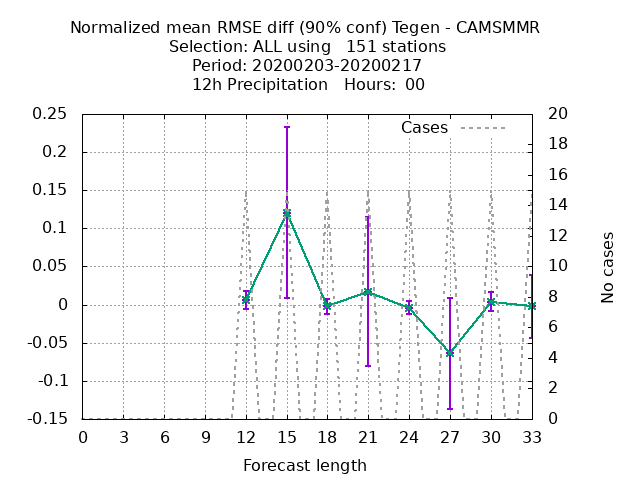 Normalized mean RMSE diff (90% conf) Tegen - CAMSMMR
Selection: ALL using   151 stations
Period: 20200203-20200217
12h Precipitation   Hours:  00
Cases
0.25
0.2
0.15
0.1
0.05
0
-0.05
-0.1
-0.15
20
18
16
14
12
10
8
6
4
2
0
No cases
0 3 6 9 12 15 18 21 24 27 30 33
Forecast length